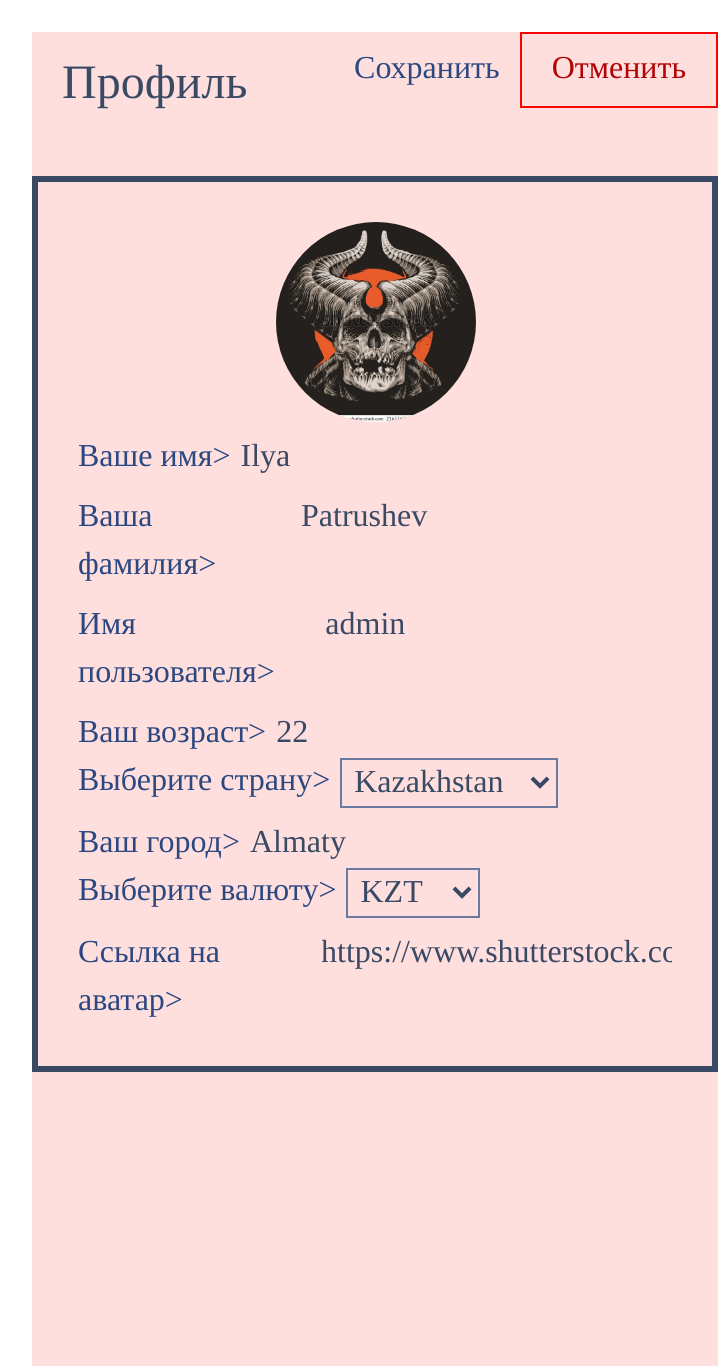 Профиль
Сохранить
Отменить
Ваше имя> Ilya
Ваша Patrushev
фамилия>
Имя admin
пользователя>
Ваш возраст> 22
Выберите страну> Kazakhstan
Ваш город> Almaty
Выберите валюту> KZT
Ссылка на https://www.shutterstock.co
аватар>